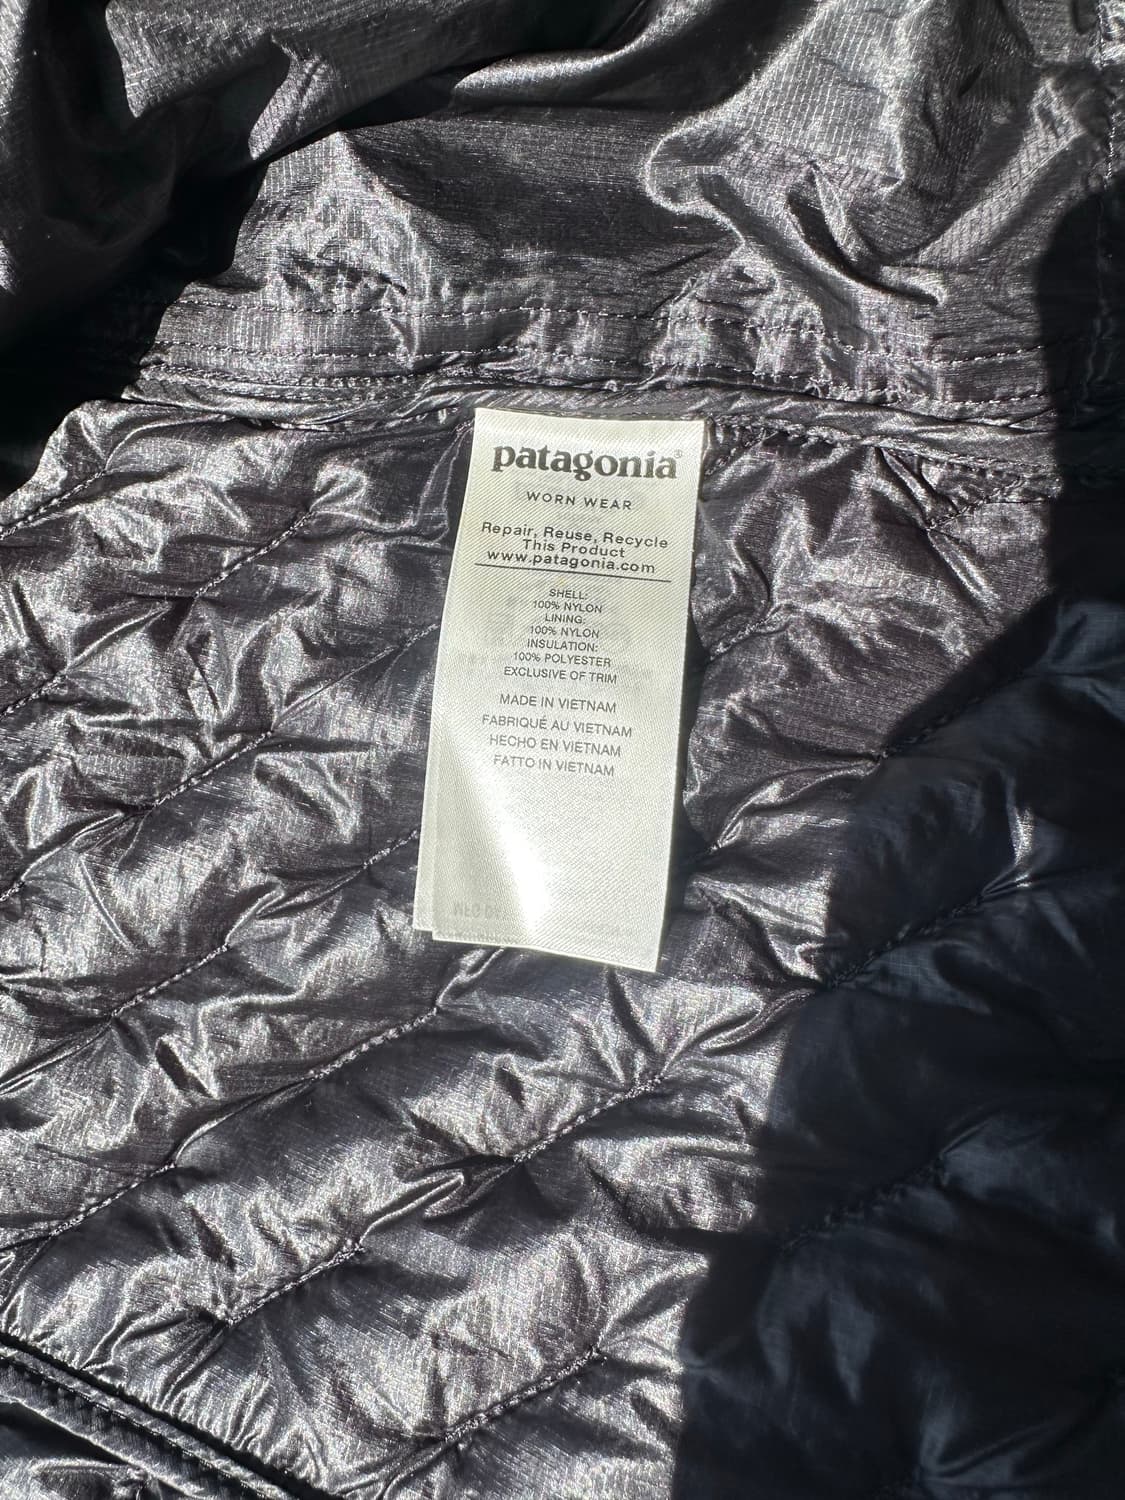 patagonia®
WORN WEAR
Repair, Reuse, Recycle
This Product
www.patagonia.com
SHELL:
100% NYLON
LINING:
100% NYLON
INSULATION:
100% POLYESTER
EXCLUSIVE OF TRIM
MADE IN VIETNAM
FABRIQUÉ AU VIETNAM
HECHO EN VIETNAM
FATTO IN VIETNAM